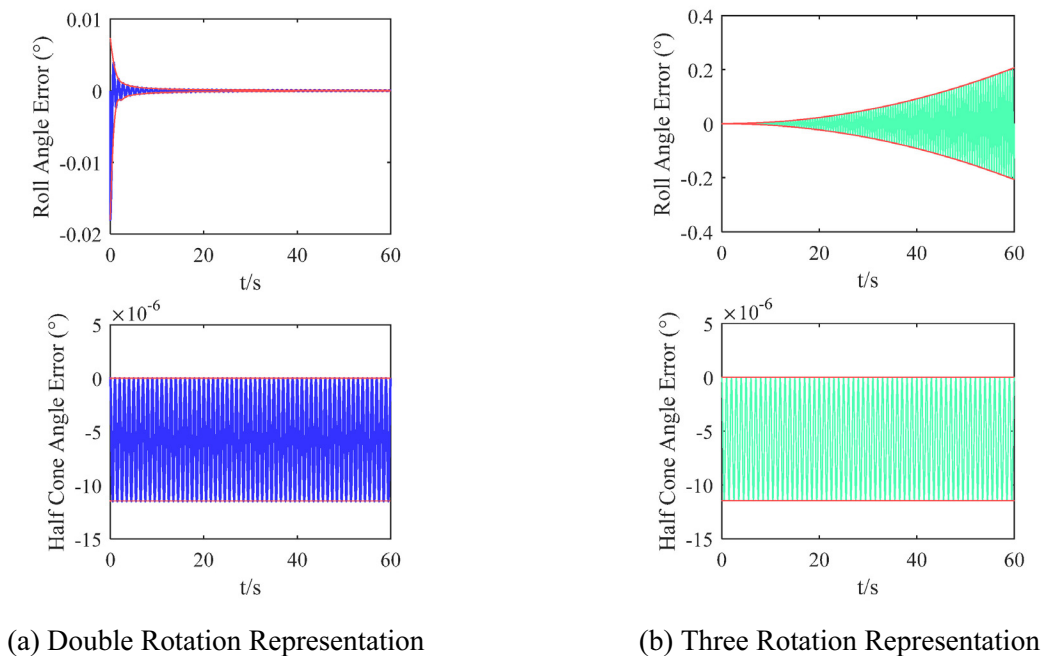 Roll Angle Error (°)
0.01
0
-0.01
-0.02
0 20 40 60
t/s
×10-6
Half Cone Angle Error (°)
5
0
-5
-10
-15
0 20 40 60
t/s
(a) Double Rotation Representation
Roll Angle Error (°)
0.4
0.2
0
-0.2
-0.4
0 20 40 60
t/s
×10-6
Half Cone Angle Error (°)
5
0
-5
-10
-15
0 20 40 60
t/s
(b) Three Rotation Representation